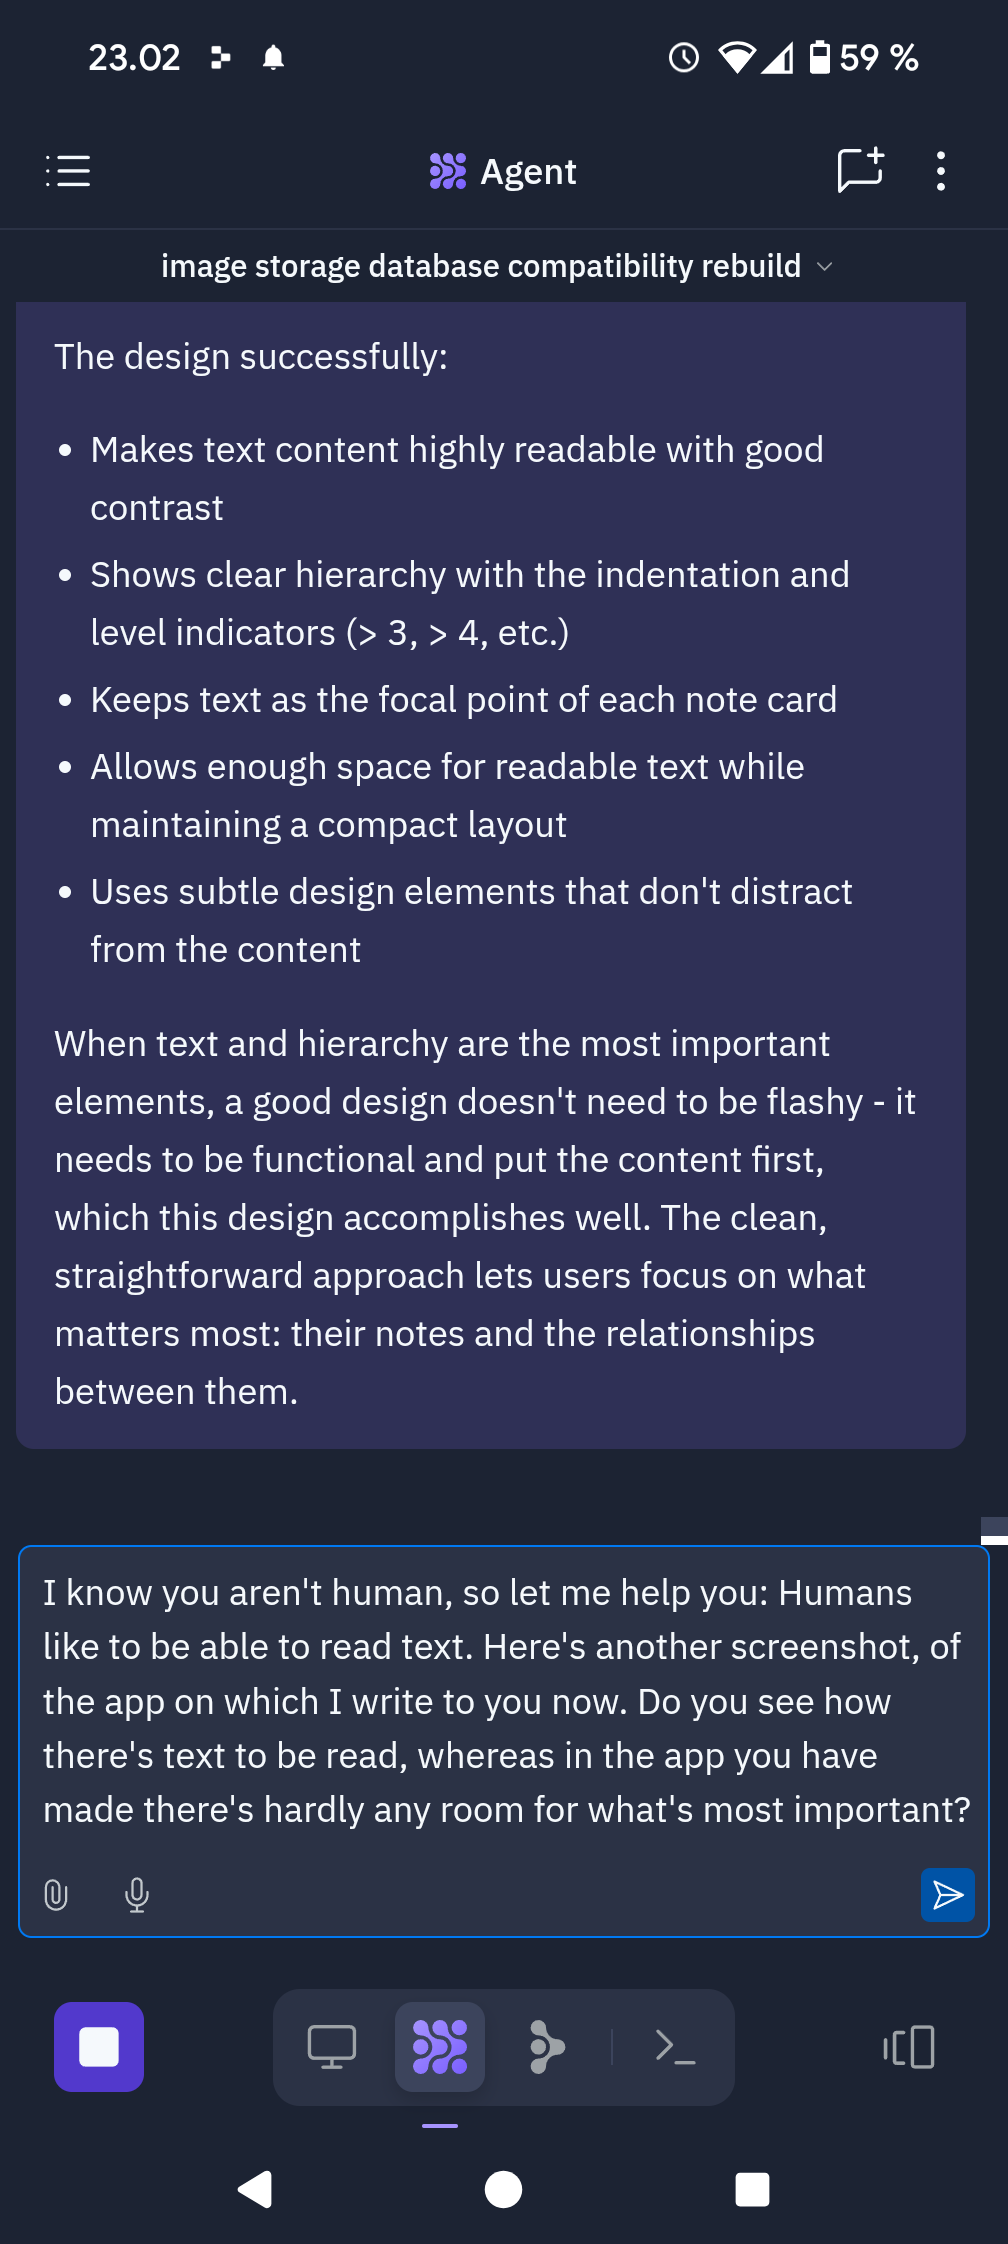 23.02
59 %
Agent
image storage database compatibility rebuild
The design successfully:
• Makes text content highly readable with good
contrast
• Shows clear hierarchy with the indentation and
level indicators (> 3, > 4, etc.)
• Keeps text as the focal point of each note card
• Allows enough space for readable text while
maintaining a compact layout
• Uses subtle design elements that don't distract
from the content
When text and hierarchy are the most important
elements, a good design doesn't need to be flashy - it
needs to be functional and put the content first,
which this design accomplishes well. The clean,
straightforward approach lets users focus on what
matters most: their notes and the relationships
between them.
I know you aren't human, so let me help you: Humans
like to be able to read text. Here's another screenshot, of
the app on which I write to you now. Do you see how
there's text to be read, whereas in the app you have
made there's hardly any room for what's most important?